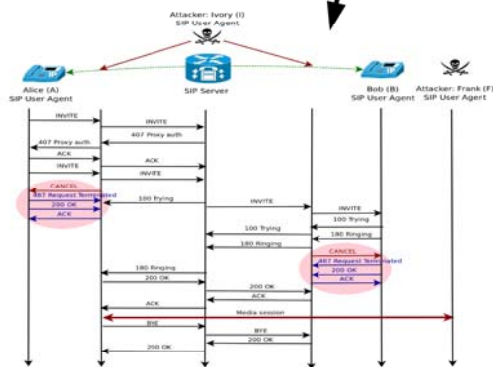 Attacker: Ivory (I)
SIP User Agent
Alice (A)
SIP User Agent
SIP Server
Bob (B)
SIP User Agent
Attacker: Frank (F)
SIP User Agent
INVITE
INVITE
407 Proxy auth
407 Proxy auth
ACK
ACK
INVITE
INVITE
CANCEL
487 Request Terminated
100 Trying
200 OK
INVITE
ACK
INVITE
100 Trying
100 Trying
180 Ringing
180 Ringing
CANCEL
487 Request Terminated
180 Ringing
200 OK
200 OK
ACK
200 OK
ACK
ACK
Media session
BYE
BYE
200 OK
200 OK